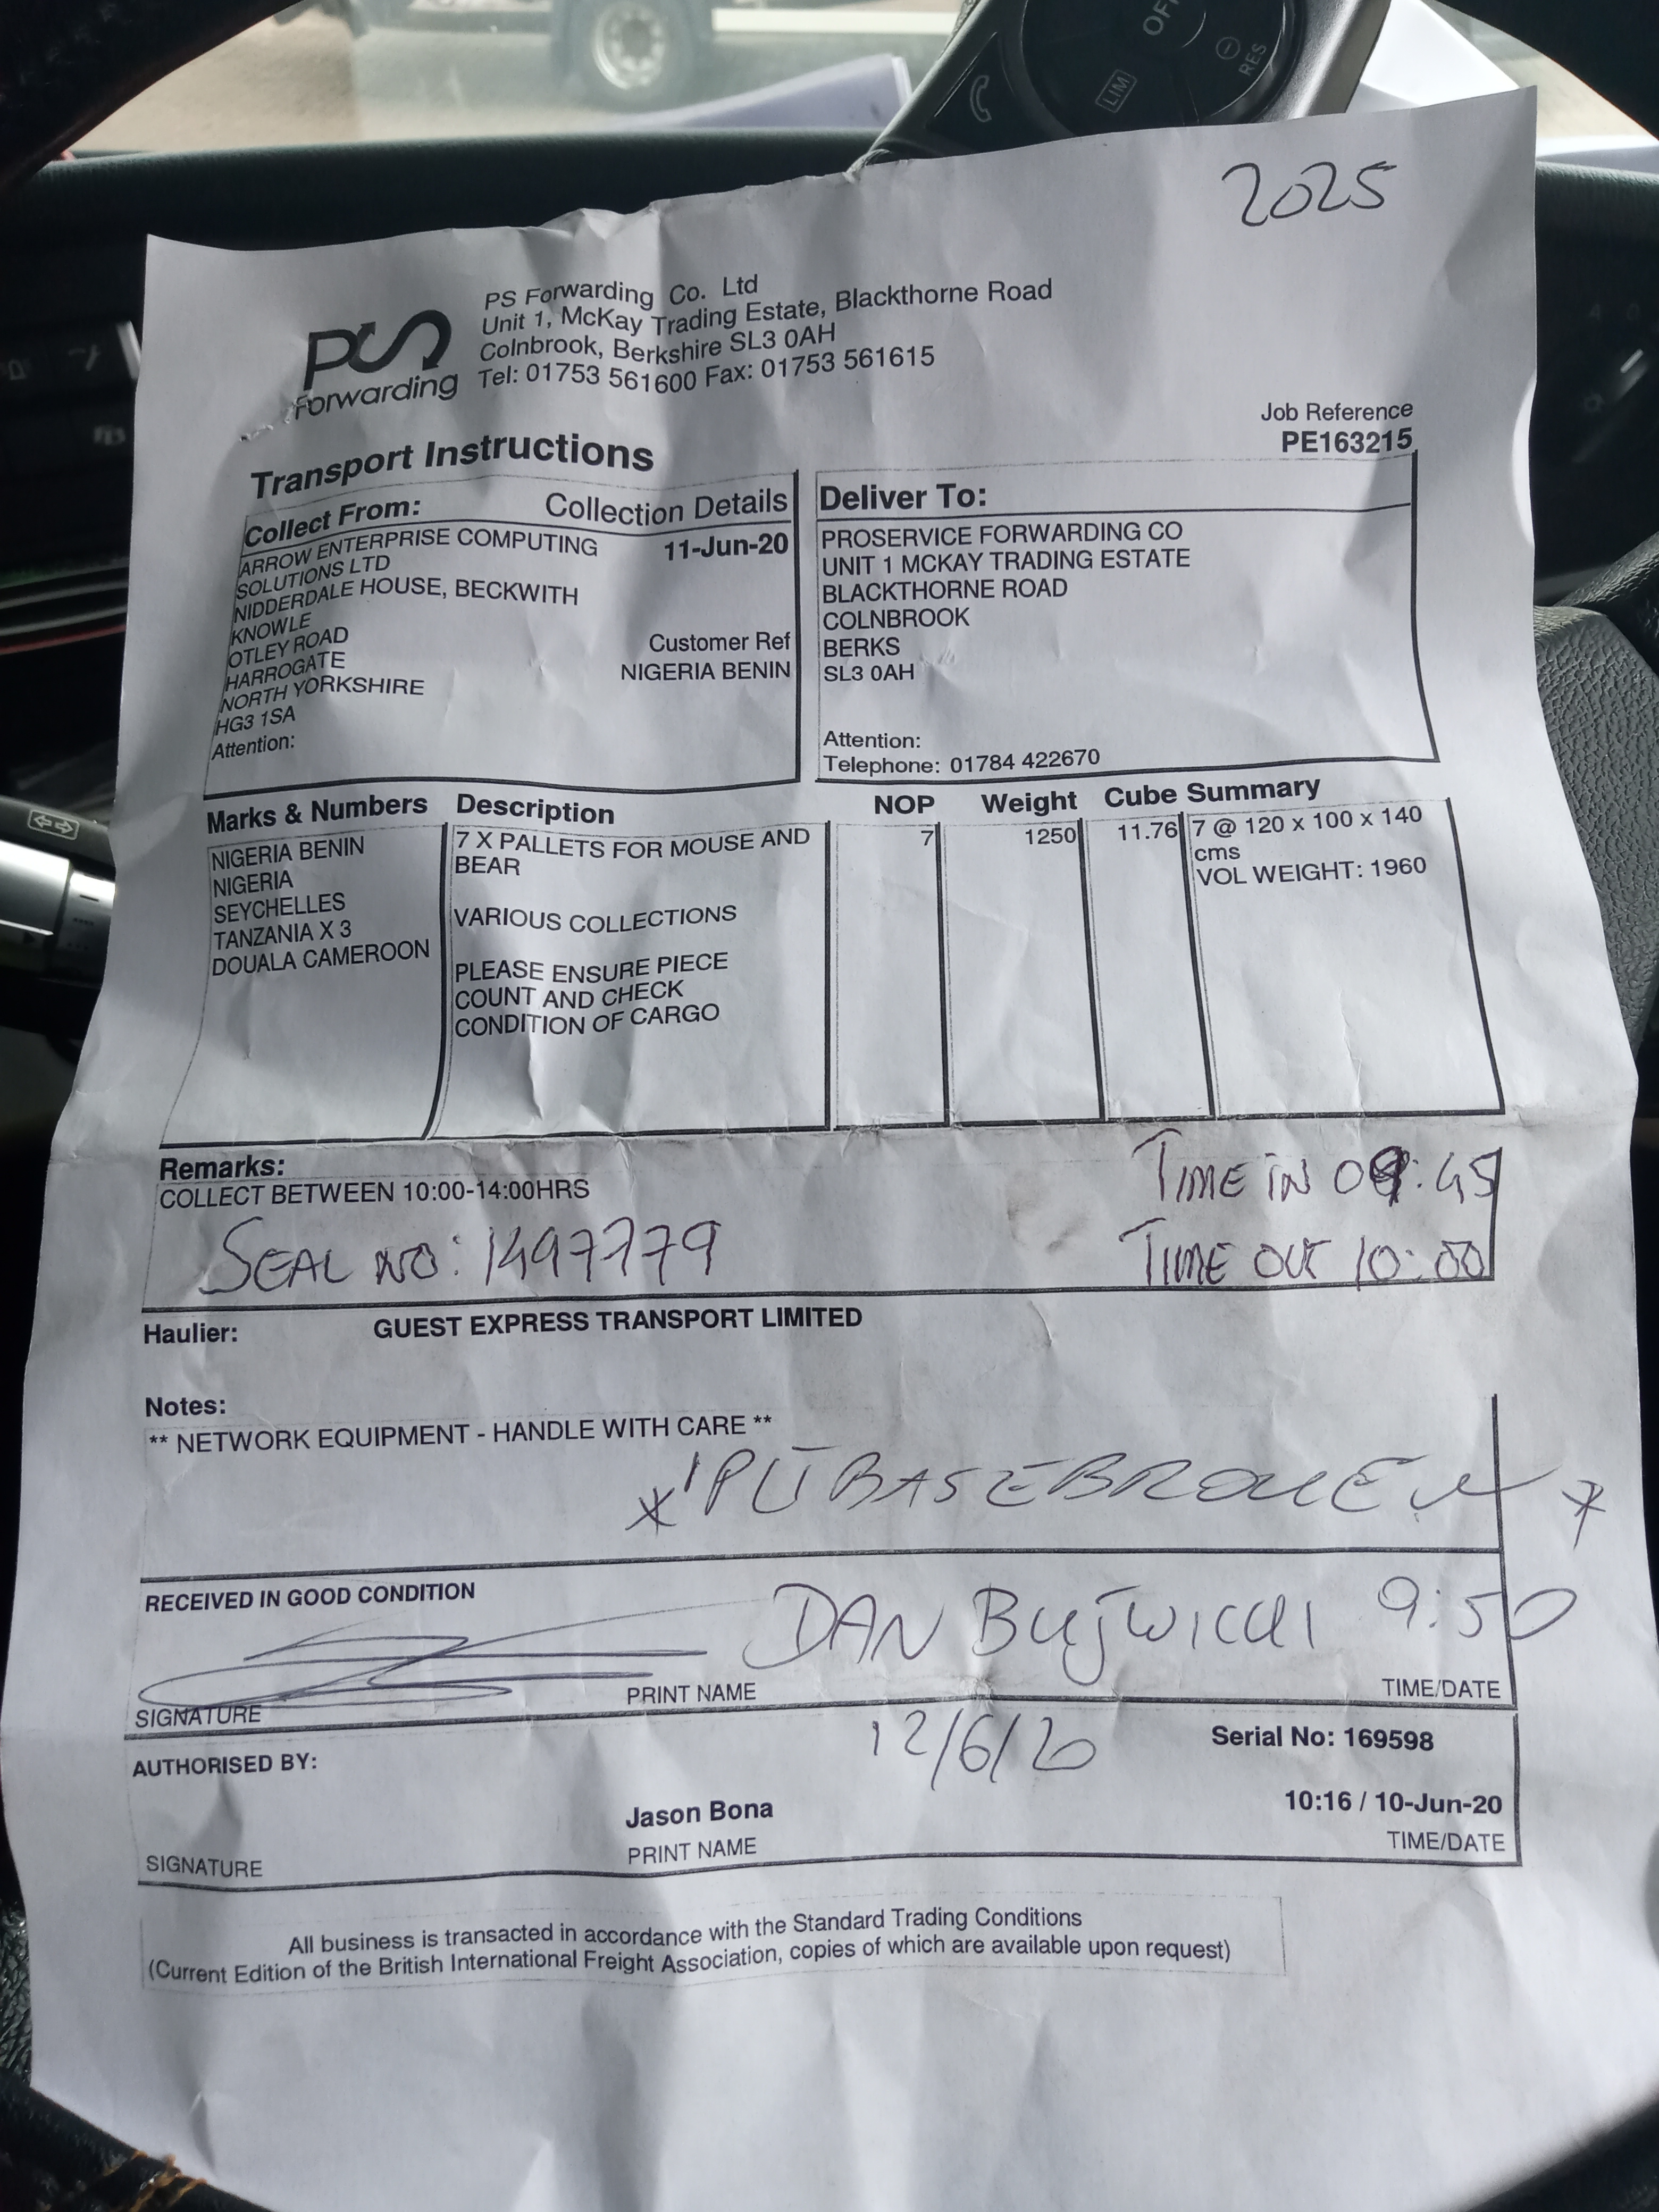 2025
PS Forwarding Co. Ltd
Unit 1, McKay Trading Estate, Blackthorne Road
Colnbrook, Berkshire SL3 0AH
Tel: 01753 561600 Fax: 01753 561615
PS
Forwarding
Job Reference
PE163215
Transport Instructions
Collect From: Collection Details
ARROW ENTERPRISE COMPUTING 11-Jun-20
SOLUTIONS LTD
NIDDERDALE HOUSE, BECKWITH
KNOWLE
OTLEY ROAD
HARROGATE
NORTH YORKSHIRE
HG3 1SA
Attention:
Customer Ref
NIGERIA BENIN
Deliver To:
PROSERVICE FORWARDING CO
UNIT 1 MCKAY TRADING ESTATE
BLACKTHORNE ROAD
COLNBROOK
BERKS
SL3 0AH
Attention:
Telephone: 01784 422670
Marks & Numbers Description NOP Weight Cube Summary
NIGERIA BENIN
NIGERIA
SEYCHELLES
TANZANIA X 3
DOUALA CAMEROON
7 X PALLETS FOR MOUSE AND
BEAR
VARIOUS COLLECTIONS
PLEASE ENSURE PIECE
COUNT AND CHECK
CONDITION OF CARGO
7 1250 11.76 7 @ 120 x 100 x 140
cms
VOL WEIGHT: 1960
Remarks:
COLLECT BETWEEN 10:00-14:00HRS
TIME IN 09:45
SEAL NO: 1497779
TIME OUT 10:00
Haulier: GUEST EXPRESS TRANSPORT LIMITED
Notes:
** NETWORK EQUIPMENT - HANDLE WITH CARE **
* 1 PLT BASE BROKEN *
RECEIVED IN GOOD CONDITION
DAN 9:50
SIGNATURE PRINT NAME TIME/DATE
12/6/20
Serial No: 169598
AUTHORISED BY:
Jason Bona 10:16 / 10-Jun-20
SIGNATURE PRINT NAME TIME/DATE
All business is transacted in accordance with the Standard Trading Conditions
(Current Edition of the British International Freight Association, copies of which are available upon request)
OFF
RES
LIM